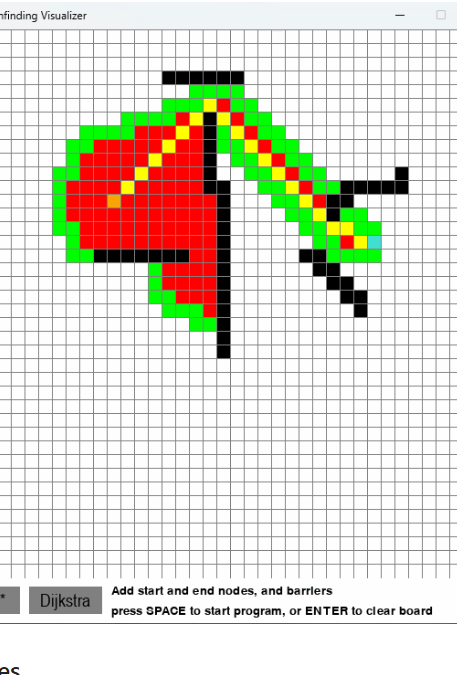 nfinding Visualizer
* Dijkstra
Add start and end nodes, and barriers
press SPACE to start program, or ENTER to clear board
es